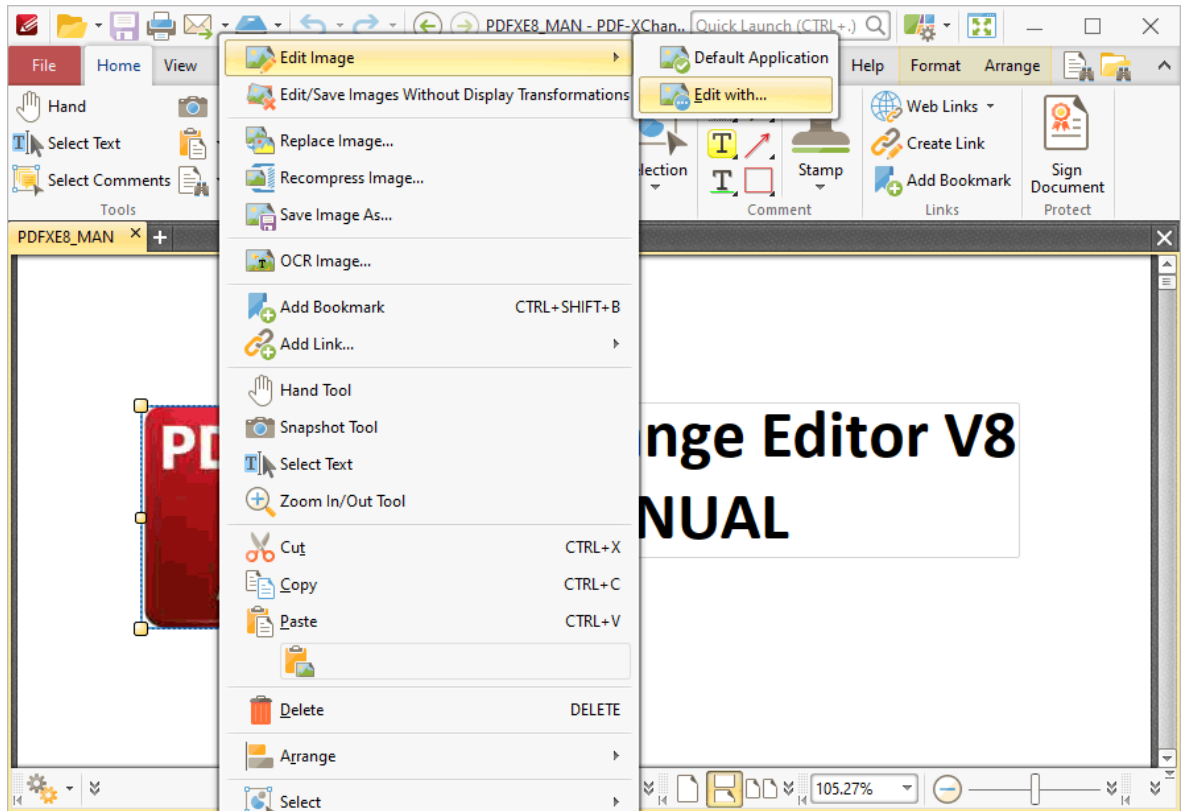 PDFXE8_MAN - PDF-XChan.. Quick Launch (CTRL+.)
File Home View Help Format Arrange
Hand
Select Text
Select Comments
Tools
Stamp
Comment
Web Links
Create Link
Add Bookmark
Links
Sign
Document
Protect
PDFXE8_MAN
Edit Image
Edit/Save Images Without Display Transformations
Replace Image...
Recompress Image...
Save Image As...
OCR Image...
Add Bookmark CTRL+SHIFT+B
Add Link...
Hand Tool
Snapshot Tool
Select Text
Zoom In/Out Tool
Cut CTRL+X
Copy CTRL+C
Paste CTRL+V
Delete DELETE
Arrange
Select
Default Application
Edit with...
PD
nge Editor V8
NUAL
105.27%